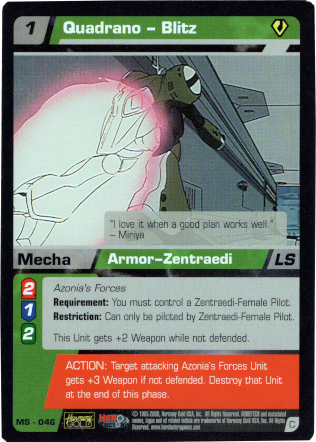 1
Quadrano - Blitz
"I love it when a good plan works well."
- Miriya
Mecha
Armor-Zentraedi
LS
2
1
2
Azonia's Forces
Requirement: You must control a Zentraedi-Female Pilot.
Restriction: Can only be piloted by Zentraedi-Female Pilot.
This Unit gets +2 Weapon while not defended.
ACTION: Target attacking Azonia's Forces Unit
gets +3 Weapon if not defended. Destroy that Unit
at the end of this phase.
MS - 046
Harmony
GOLD
C